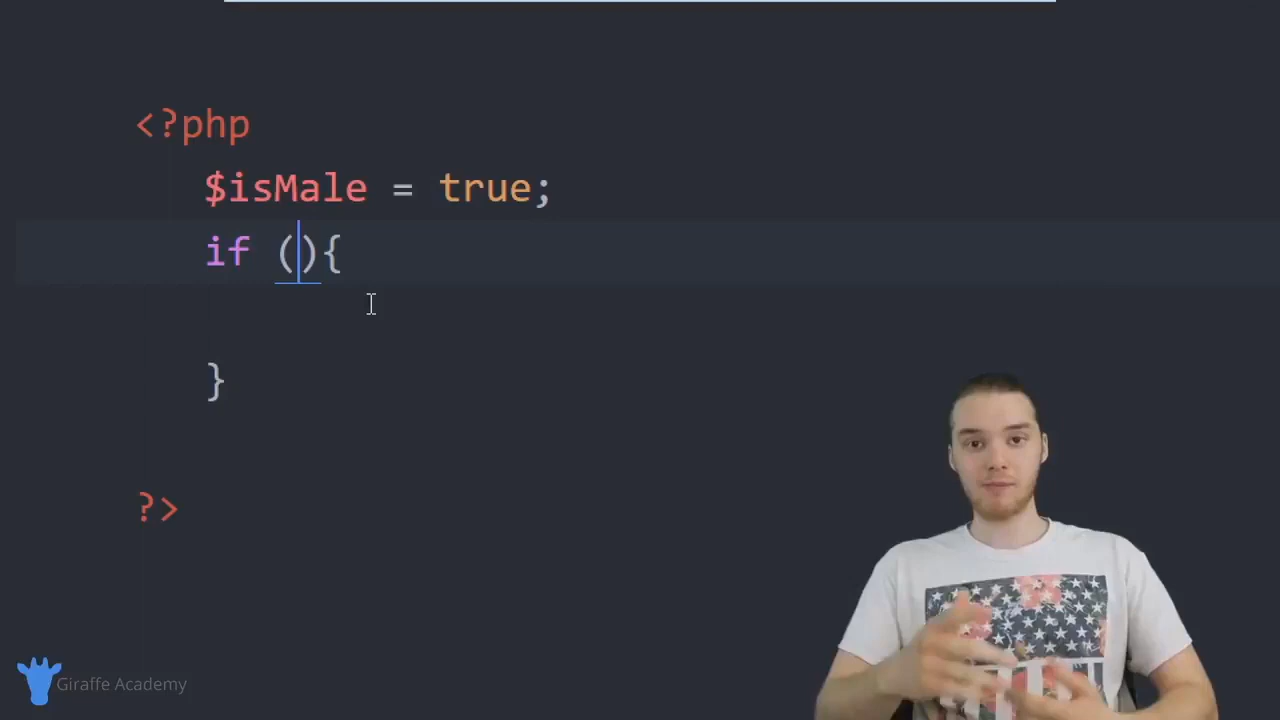 <?php
$isMale = true;
if (){
}
?>
Giraffe Academy